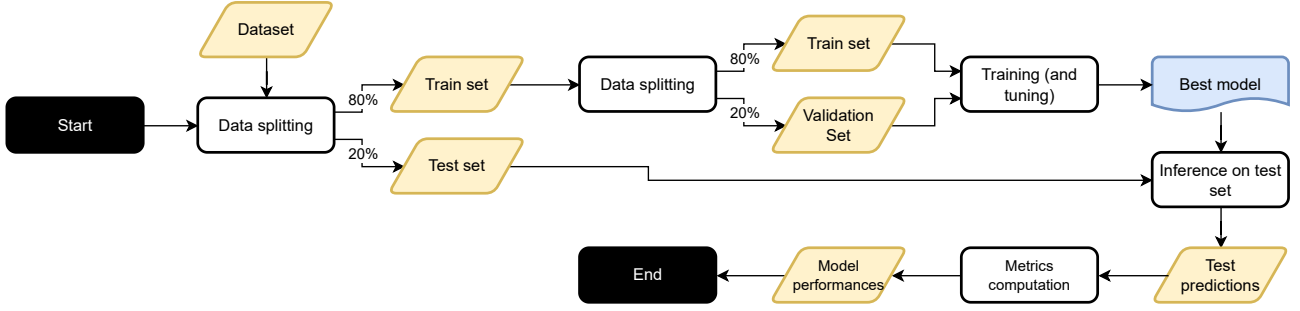 Dataset
Start
Data splitting
80%
20%
Train set
Test set
Data splitting
80%
20%
Train set
Validation
Set
Training (and
tuning)
Best model
Inference on test
set
Test
predictions
Metrics
computation
Model
performances
End